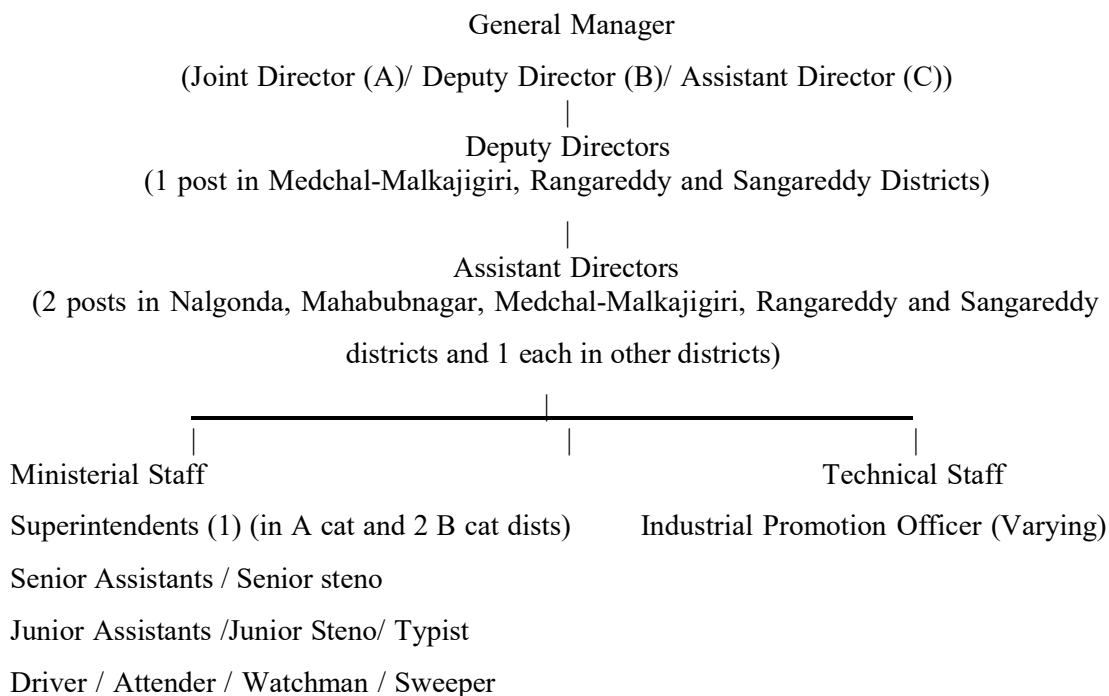 General Manager
(Joint Director (A)/ Deputy Director (B)/ Assistant Director (C))
|
Deputy Directors
(1 post in Medchal-Malkajigiri, Rangareddy and Sangareddy Districts)
|
Assistant Directors
(2 posts in Nalgonda, Mahabubnagar, Medchal-Malkajigiri, Rangareddy and Sangareddy
districts and 1 each in other districts)
|
| | |
Ministerial Staff Technical Staff
Superintendents (1) (in A cat and 2 B cat dists) Industrial Promotion Officer (Varying)
Senior Assistants / Senior steno
Junior Assistants /Junior Steno/ Typist
Driver / Attender / Watchman / Sweeper